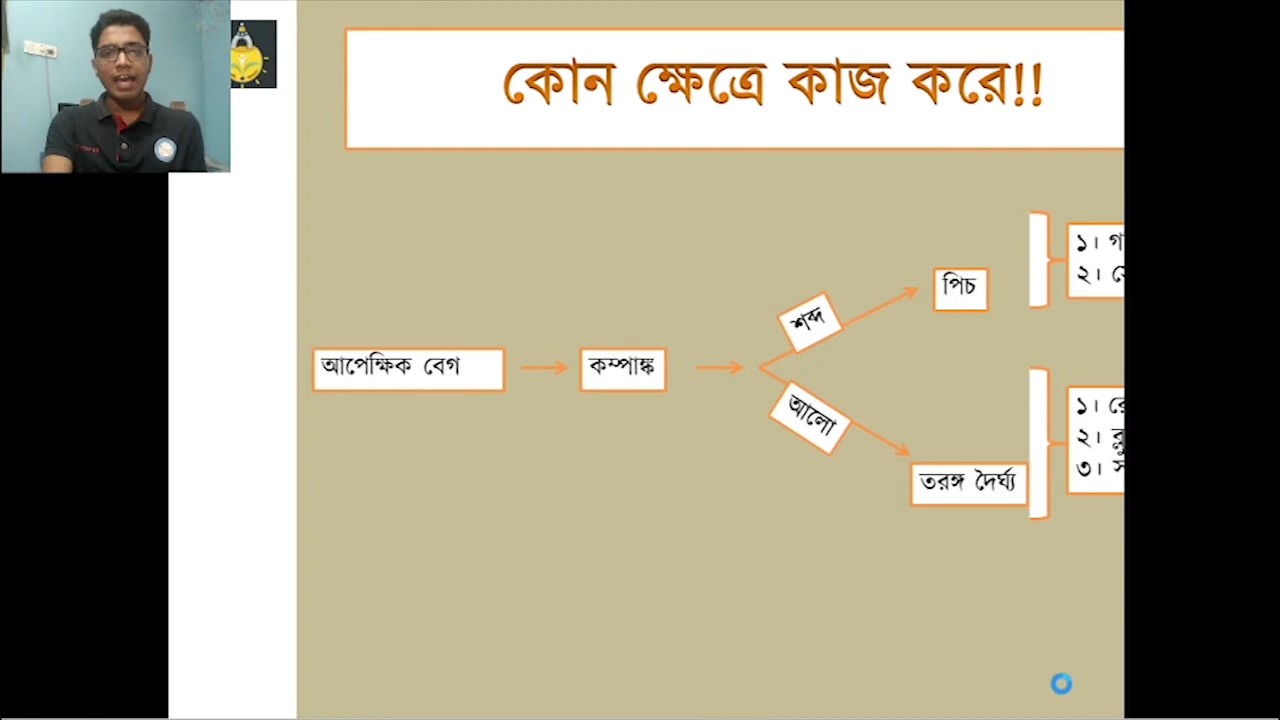 কোন ক্ষেত্রে কাজ করে!!
আপেক্ষিক বেগ
কম্পাঙ্ক
শব্দ
পিচ
১।
২।
আলো
তরঙ্গ দৈর্ঘ্য
১।
২।
৩।